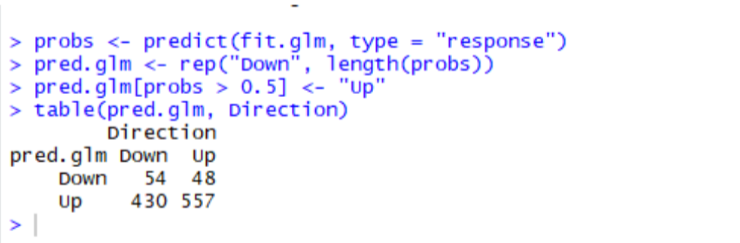 > probs <- predict(fit.glm, type = "response")
> pred.glm <- rep("Down", length(probs))
> pred.glm[probs > 0.5] <- "Up"
> table(pred.glm, Direction)
        Direction
pred.glm Down  Up
    Down   54  48
    Up    430 557
>